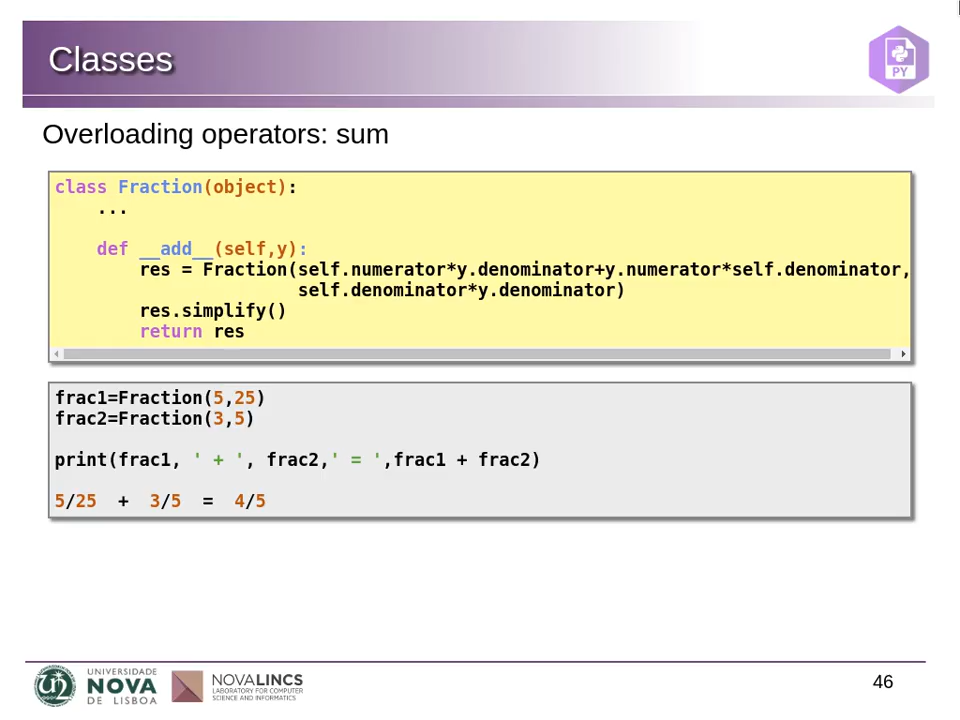 Classes
PY
Overloading operators: sum
class Fraction(object):
    ...
    def __add__(self,y):
        res = Fraction(self.numerator*y.denominator+y.numerator*self.denominator,
                       self.denominator*y.denominator)
        res.simplify()
        return res
frac1=Fraction(5,25)
frac2=Fraction(3,5)
print(frac1, ' + ', frac2,' = ',frac1 + frac2)
5/25  +  3/5  =  4/5
UNIVERSIDADE
NOVA
DE LISBOA
NOVALINCS
LABORATORY FOR COMPUTER
SCIENCE AND INFORMATICS
46